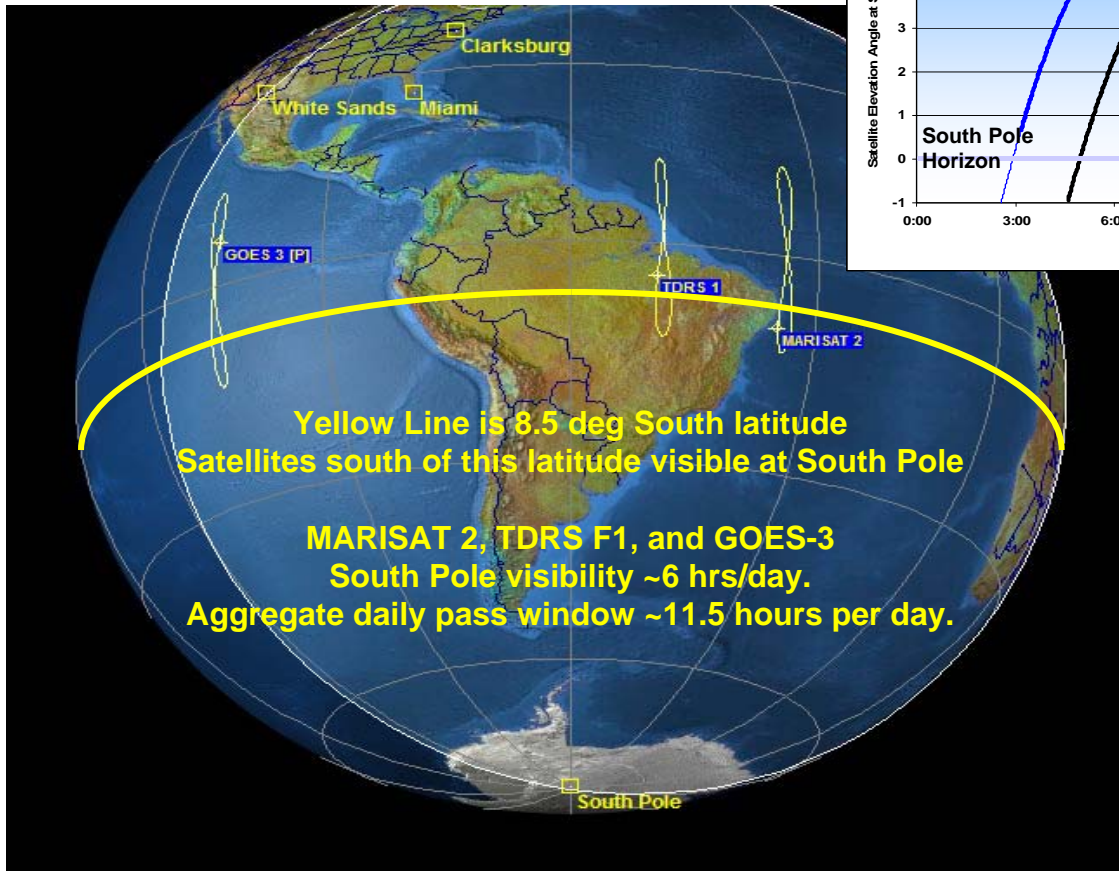 Clarksburg
White Sands
Miami
GOES 3 [P]
TDRS 1
MARISAT 2
Yellow Line is 8.5 deg South latitude
Satellites south of this latitude visible at South Pole
MARISAT 2, TDRS F1, and GOES-3
South Pole visibility ~6 hrs/day.
Aggregate daily pass window ~11.5 hours per day.
South Pole
Satellite Elevation Angle at
3
2
1
0
-1
South Pole
Horizon
0:00
3:00